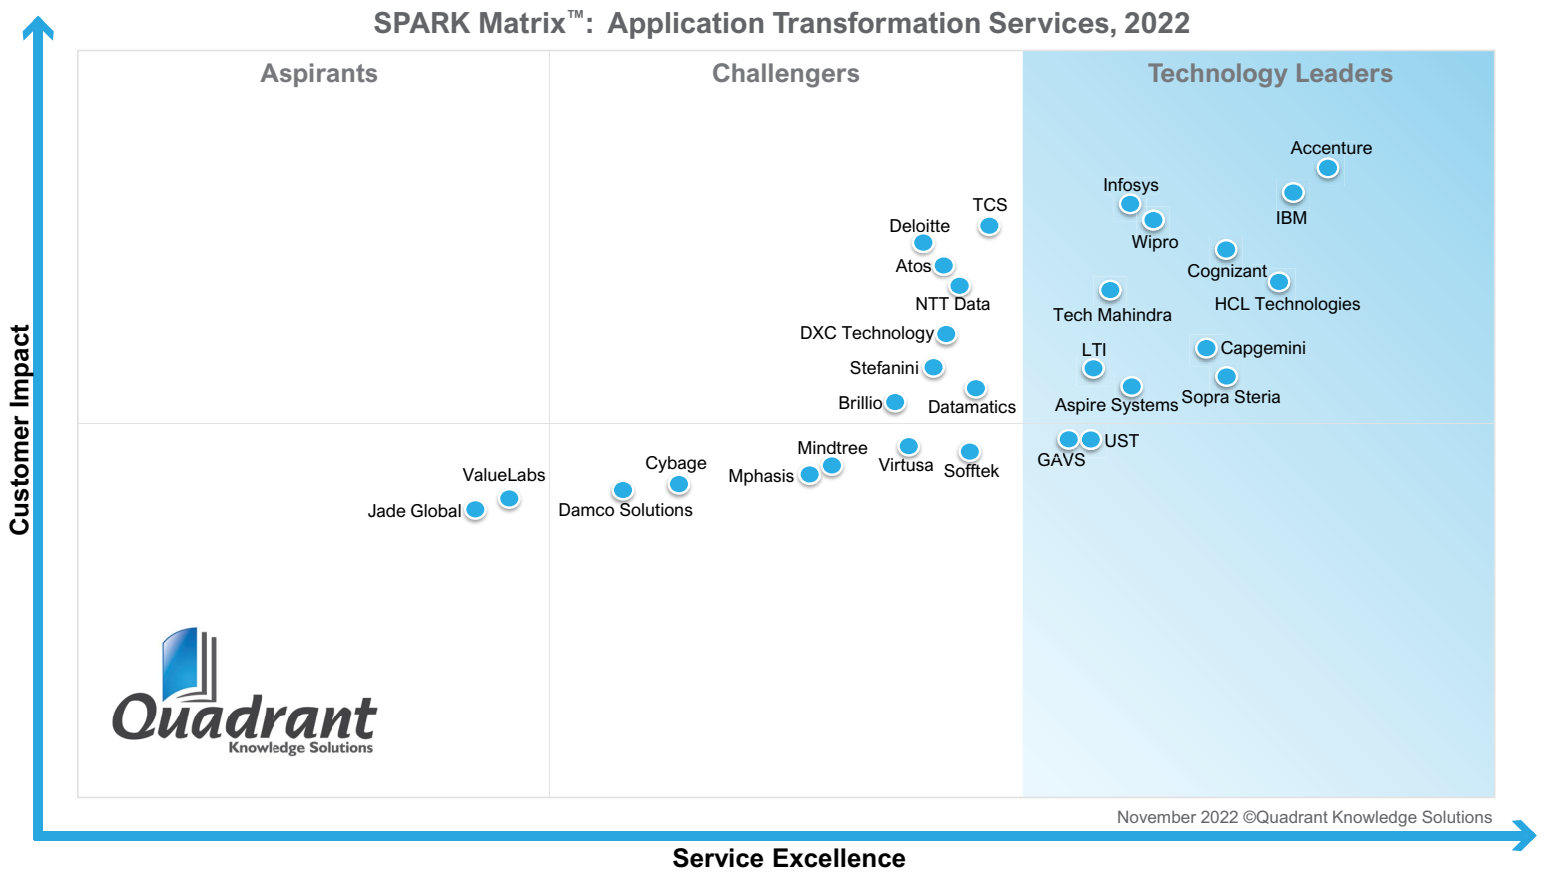 SPARK Matrix™: Application Transformation Services, 2022
Aspirants
Challengers
Technology Leaders
Accenture
Infosys
IBM
TCS
Wipro
Deloitte
Atos
Cognizant
NTT Data
HCL Technologies
Tech Mahindra
DXC Technology
LTI
Capgemini
Stefanini
Brillio
Datamatics
Aspire Systems
Sopra Steria
GAVS
UST
Mindtree
Virtusa
Sofftek
Mphasis
Cybage
Damco Solutions
ValueLabs
Jade Global
Customer Impact
Quadrant
Knowledge Solutions
November 2022 ©Quadrant Knowledge Solutions
Service Excellence